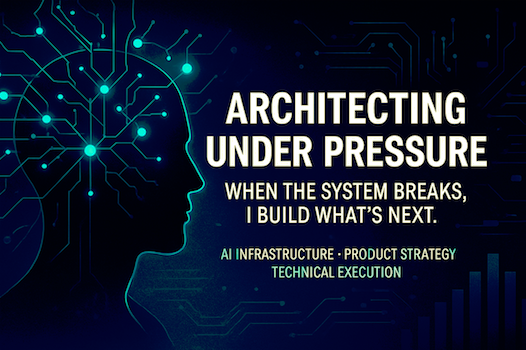 ARCHITECTING
UNDER PRESSURE
WHEN THE SYSTEM BREAKS,
I BUILD WHAT'S NEXT.
AI INFRASTRUCTURE · PRODUCT STRATEGY
TECHNICAL EXECUTION